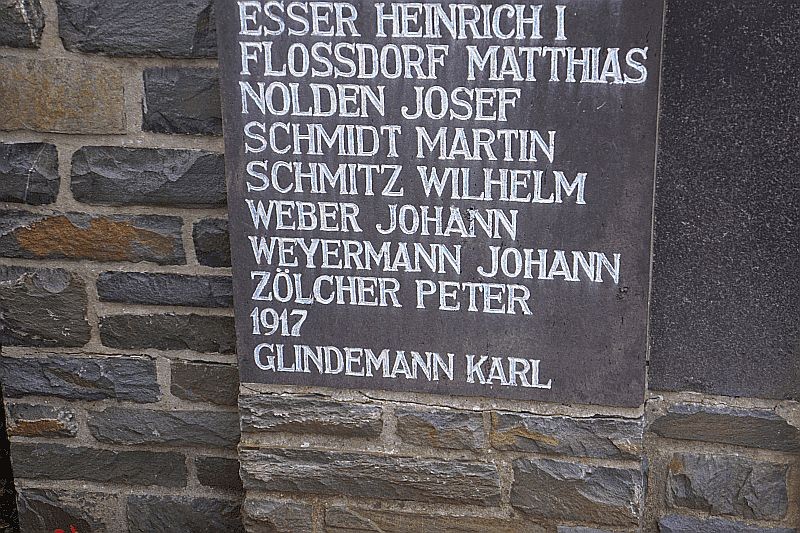 ESSER HEINRICH I
FLOSSDORF MATTHIAS
NOLDEN JOSEF
SCHMIDT MARTIN
SCHMITZ WILHELM
WEBER JOHANN
WEYERMANN JOHANN
ZÖLCHER PETER
1917
GLINDEMANN KARL